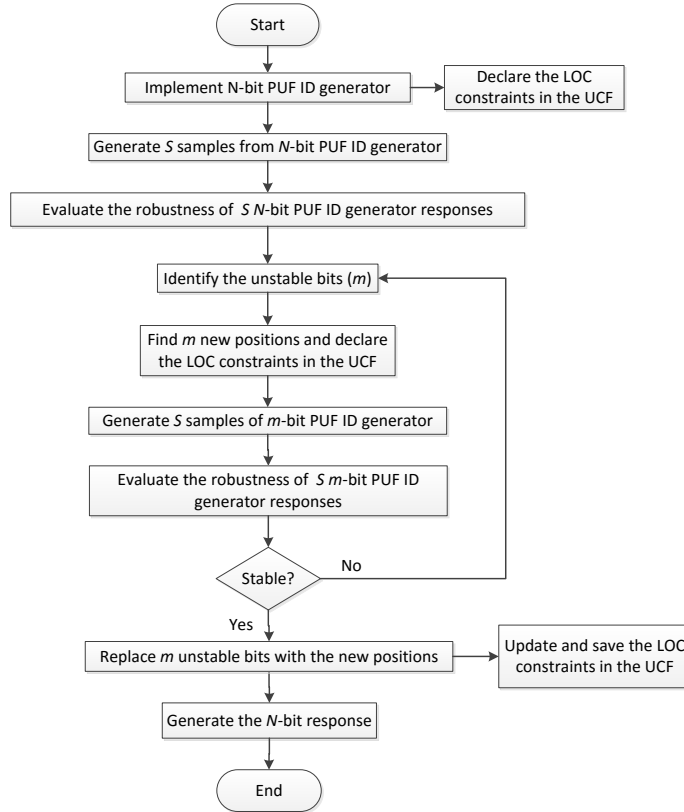 Start
Implement N-bit PUF ID generator
Declare the LOC
constraints in the UCF
Generate S samples from N-bit PUF ID generator
Evaluate the robustness of S N-bit PUF ID generator responses
Identify the unstable bits (m)
Find m new positions and declare
the LOC constraints in the UCF
Generate S samples of m-bit PUF ID generator
Evaluate the robustness of S m-bit PUF ID
generator responses
Stable?
No
Yes
Replace m unstable bits with the new positions
Update and save the LOC
constraints in the UCF
Generate the N-bit response
End